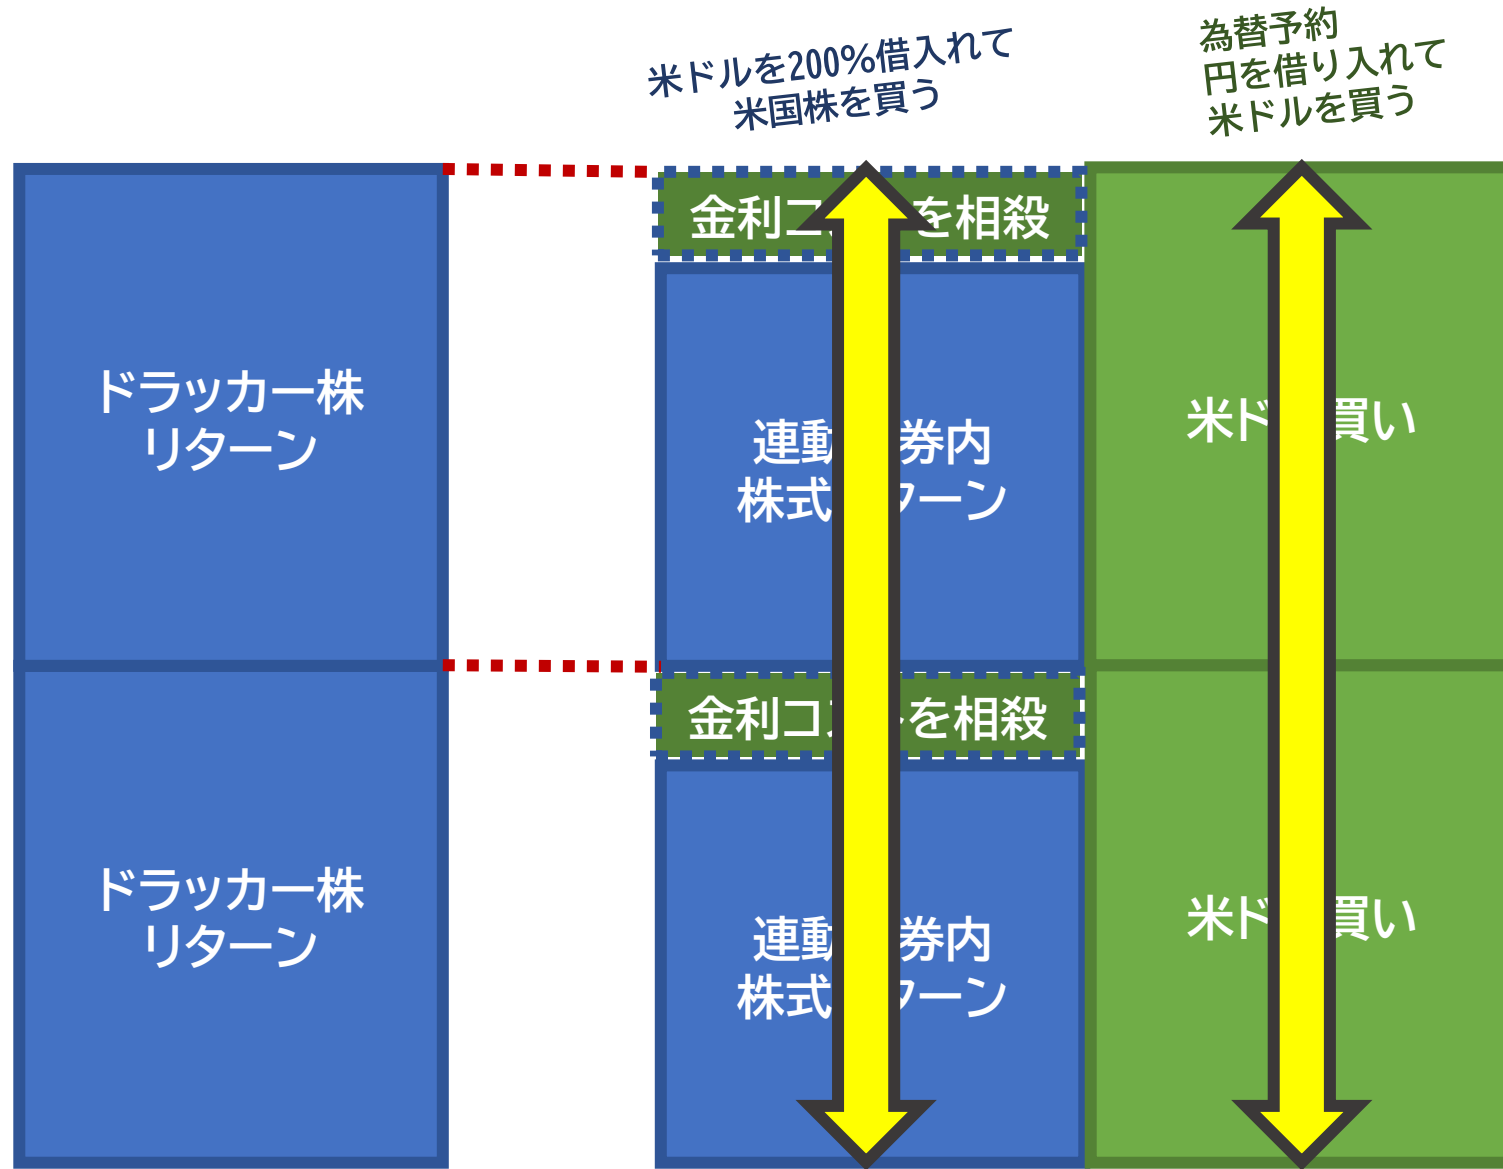 米ドルを200%借入れて
米国株を買う
為替予約
円を借り入れて
米ドルを買う
金利コ を相殺
ドラッカー株
リターン
連動 券内
株式 ターン
米ド 買い
金利コストを相殺
ドラッカー株
リターン
連動 券内
株式 ターン
米ド 買い